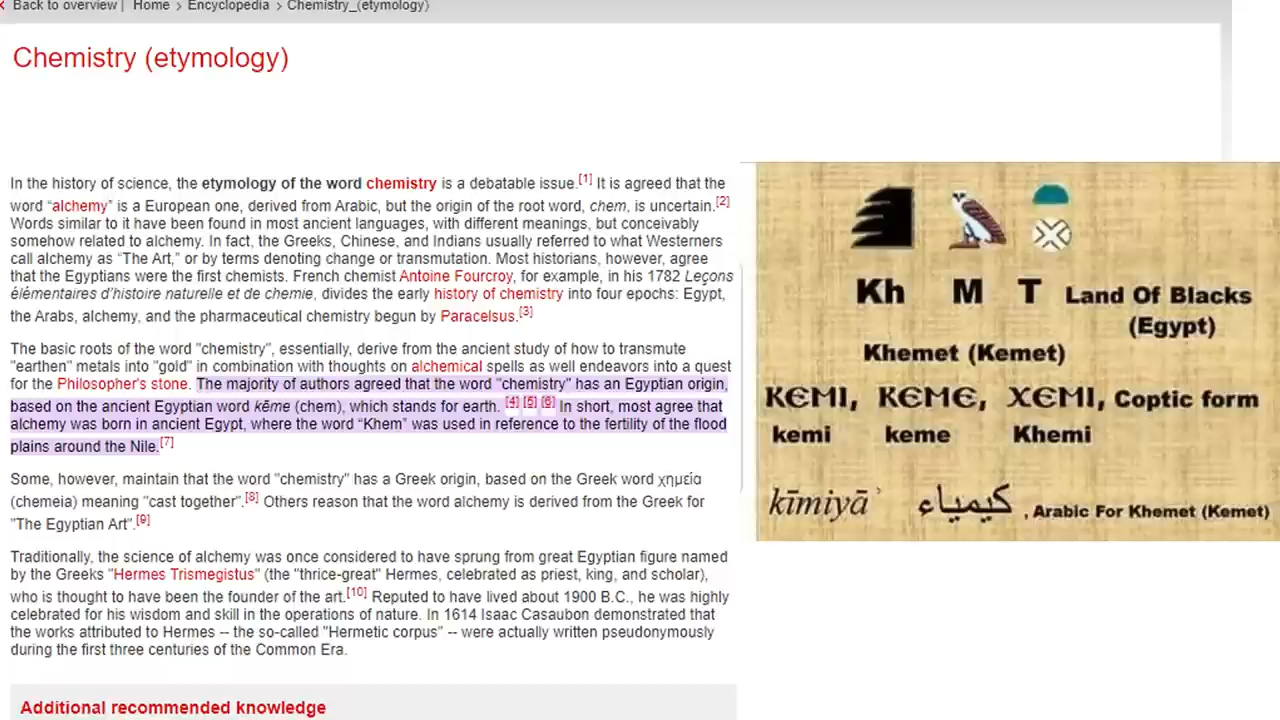 Back to overview | Home > Encyclopedia > Chemistry_(etymology)
Chemistry (etymology)
In the history of science, the etymology of the word chemistry is a debatable issue.[1] It is agreed that the
word “alchemy” is a European one, derived from Arabic, but the origin of the root word, chem, is uncertain.[2]
Words similar to it have been found in most ancient languages, with different meanings, but conceivably
somehow related to alchemy. In fact, the Greeks, Chinese, and Indians usually referred to what Westerners
call alchemy as “The Art,” or by terms denoting change or transmutation. Most historians, however, agree
that the Egyptians were the first chemists. French chemist Antoine Fourcroy, for example, in his 1782 Leçons
élémentaires d’histoire naturelle et de chemie, divides the early history of chemistry into four epochs: Egypt,
the Arabs, alchemy, and the pharmaceutical chemistry begun by Paracelsus.[3]
The basic roots of the word "chemistry", essentially, derive from the ancient study of how to transmute
"earthen" metals into "gold" in combination with thoughts on alchemical spells as well endeavors into a quest
for the Philosopher's stone. The majority of authors agreed that the word "chemistry" has an Egyptian origin,
based on the ancient Egyptian word kēme (chem), which stands for earth. [4] [5] [6] In short, most agree that
alchemy was born in ancient Egypt, where the word “Khem” was used in reference to the fertility of the flood
plains around the Nile.[7]
Some, however, maintain that the word "chemistry" has a Greek origin, based on the Greek word χημεία
(chemeia) meaning "cast together".[8] Others reason that the word alchemy is derived from the Greek for
"The Egyptian Art".[9]
Traditionally, the science of alchemy was once considered to have sprung from great Egyptian figure named
by the Greeks "Hermes Trismegistus" (the "thrice-great" Hermes, celebrated as priest, king, and scholar),
who is thought to have been the founder of the art.[10] Reputed to have lived about 1900 B.C., he was highly
celebrated for his wisdom and skill in the operations of nature. In 1614 Isaac Casaubon demonstrated that
the works attributed to Hermes -- the so-called "Hermetic corpus" -- were actually written pseudonymously
during the first three centuries of the Common Era.
Additional recommended knowledge
Kh M T Land Of Blacks
(Egypt)
Khemet (Kemet)
ⲔⲈⲘⲒ, ⲔⲈⲘⲈ, ⲬⲈⲘⲒ, Coptic form
kemi keme Khemi
kīmiyāʾ كيمياء , Arabic For Khemet (Kemet)